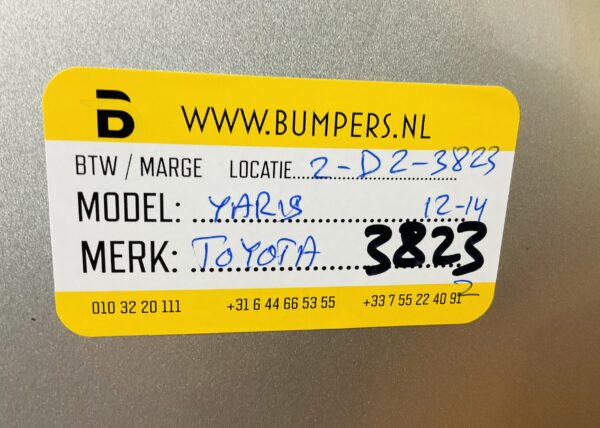 WWW.BUMPERS.NL
BTW / MARGE LOCATIE 2-D2-3823
MODEL: YARIS 12-14
MERK: TOYOTA 3823
2
010 32 20 111 +31 6 44 66 53 55 +33 7 55 22 40 91